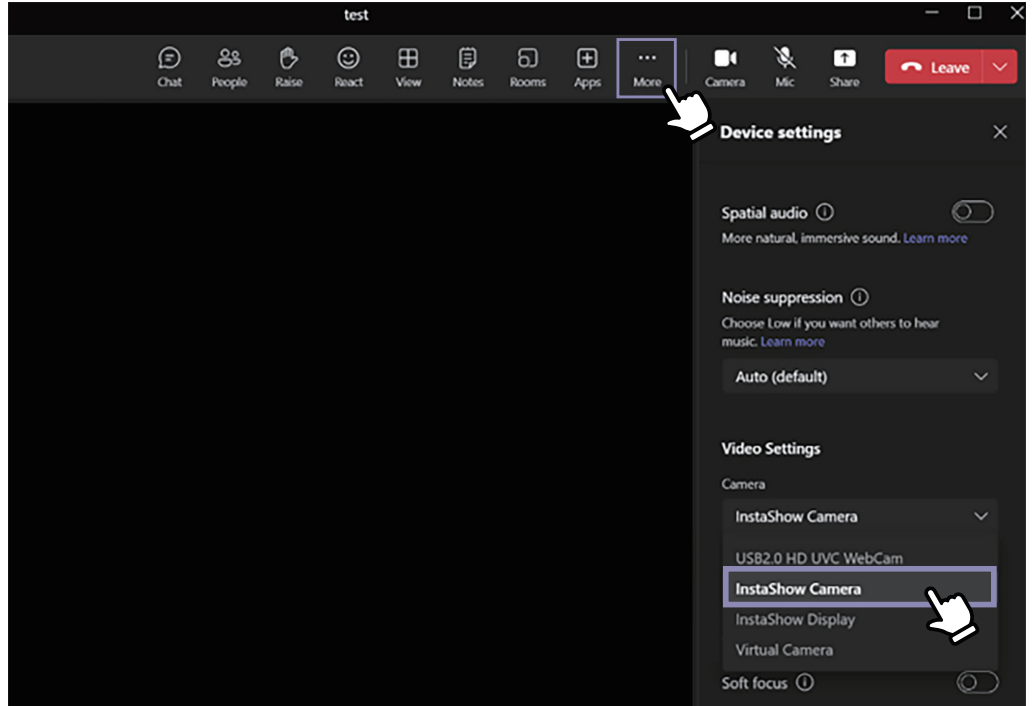 test
Chat People Raise React View Notes Rooms Apps More Camera Mic Share Leave
Device settings
Spatial audio
More natural, immersive sound. Learn more
Noise suppression
Choose Low if you want others to hear
music. Learn more
Auto (default)
Video Settings
Camera
InstaShow Camera
USB2.0 HD UVC WebCam
InstaShow Camera
InstaShow Display
Virtual Camera
Soft focus